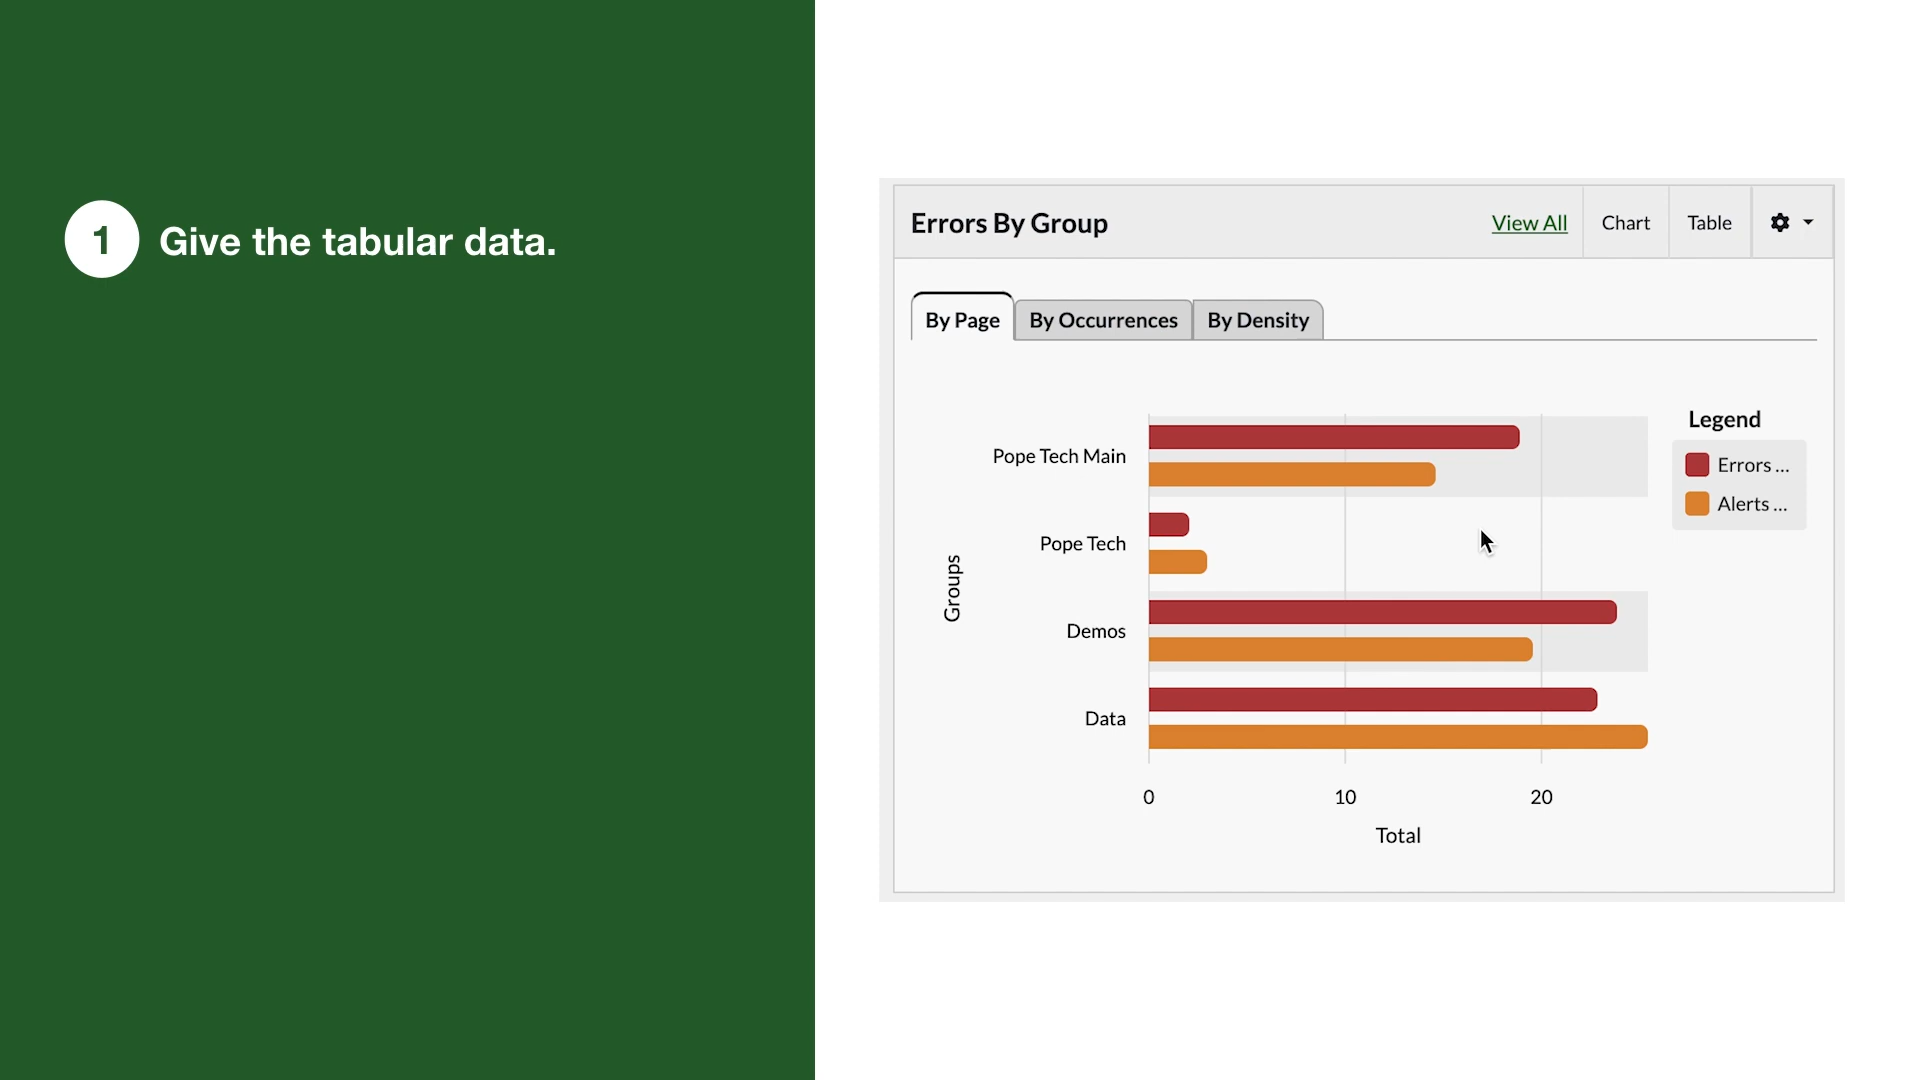 1 Give the tabular data.
Errors By Group
View All
Chart
Table
By Page
By Occurrences
By Density
Legend
Errors ...
Alerts ...
Groups
Pope Tech Main
Pope Tech
Demos
Data
0 10 20
Total